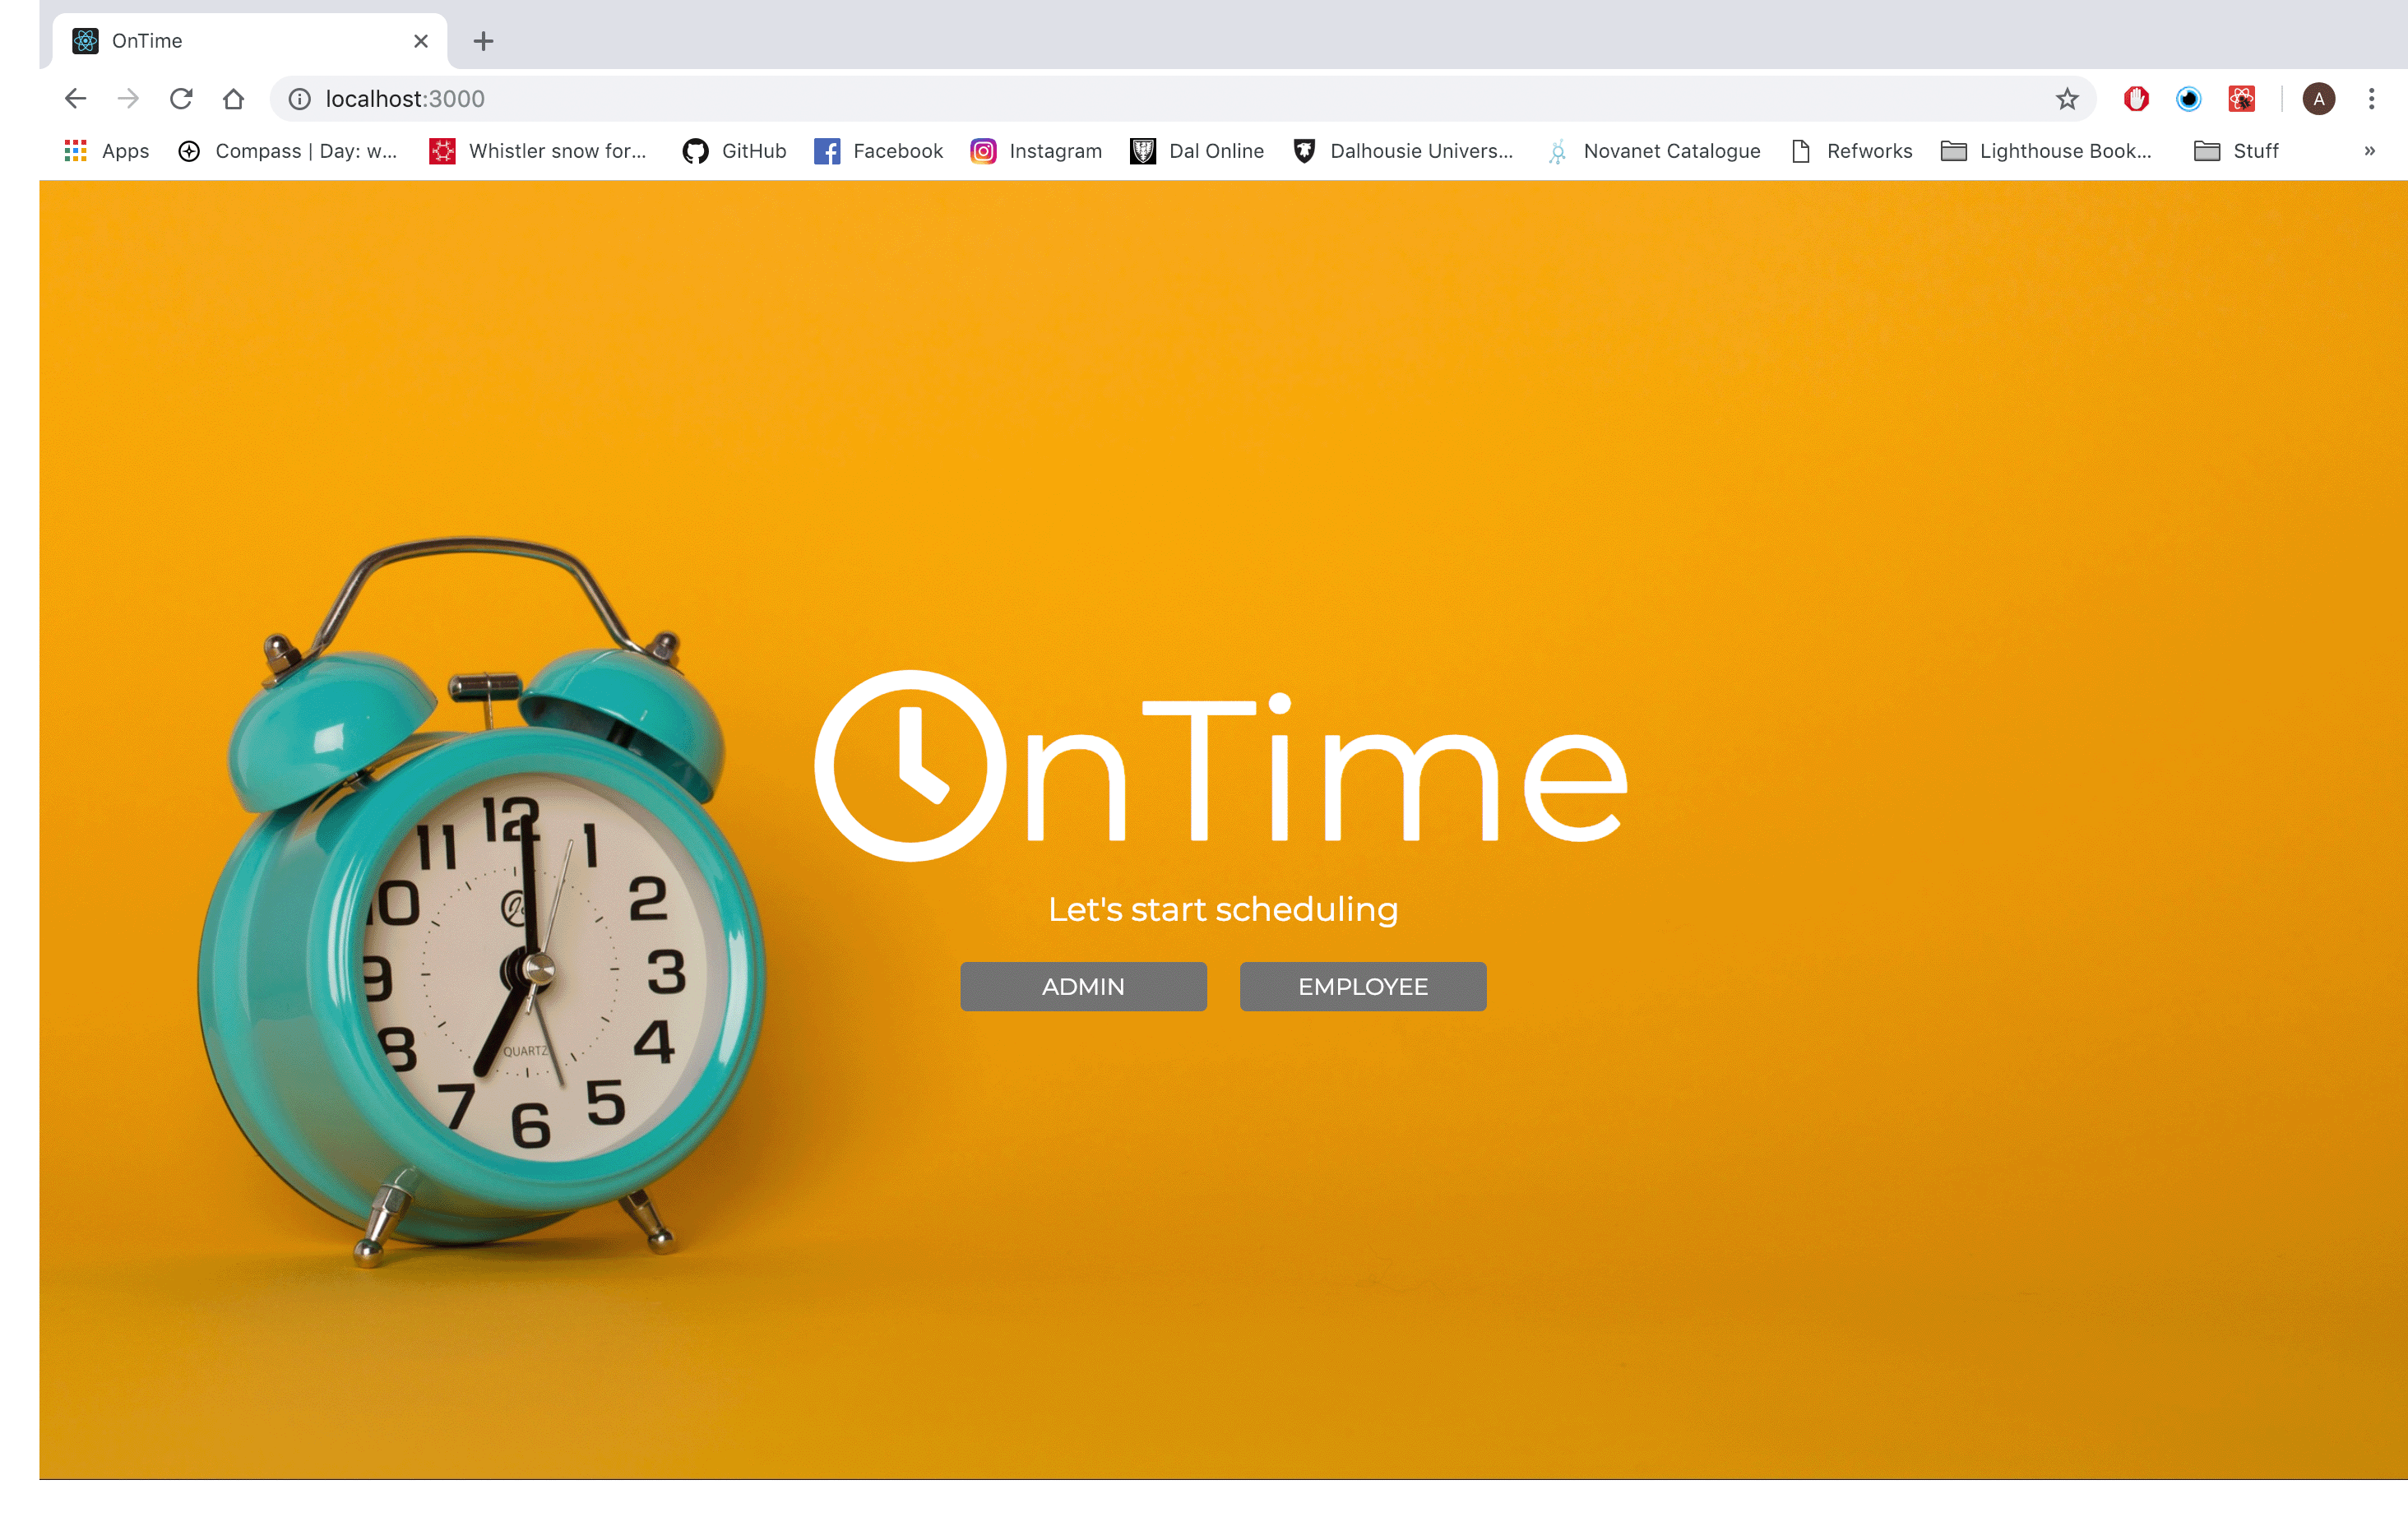 OnTime
localhost:3000
Apps Compass | Day: w... Whistler snow for... GitHub Facebook Instagram Dal Online Dalhousie Univers... Novanet Catalogue Refworks Lighthouse Book... Stuff »
A
12
11 1
10 2
9 3
8 4
7 5
6
QUARTZ
OnTime
Let's start scheduling
ADMIN EMPLOYEE